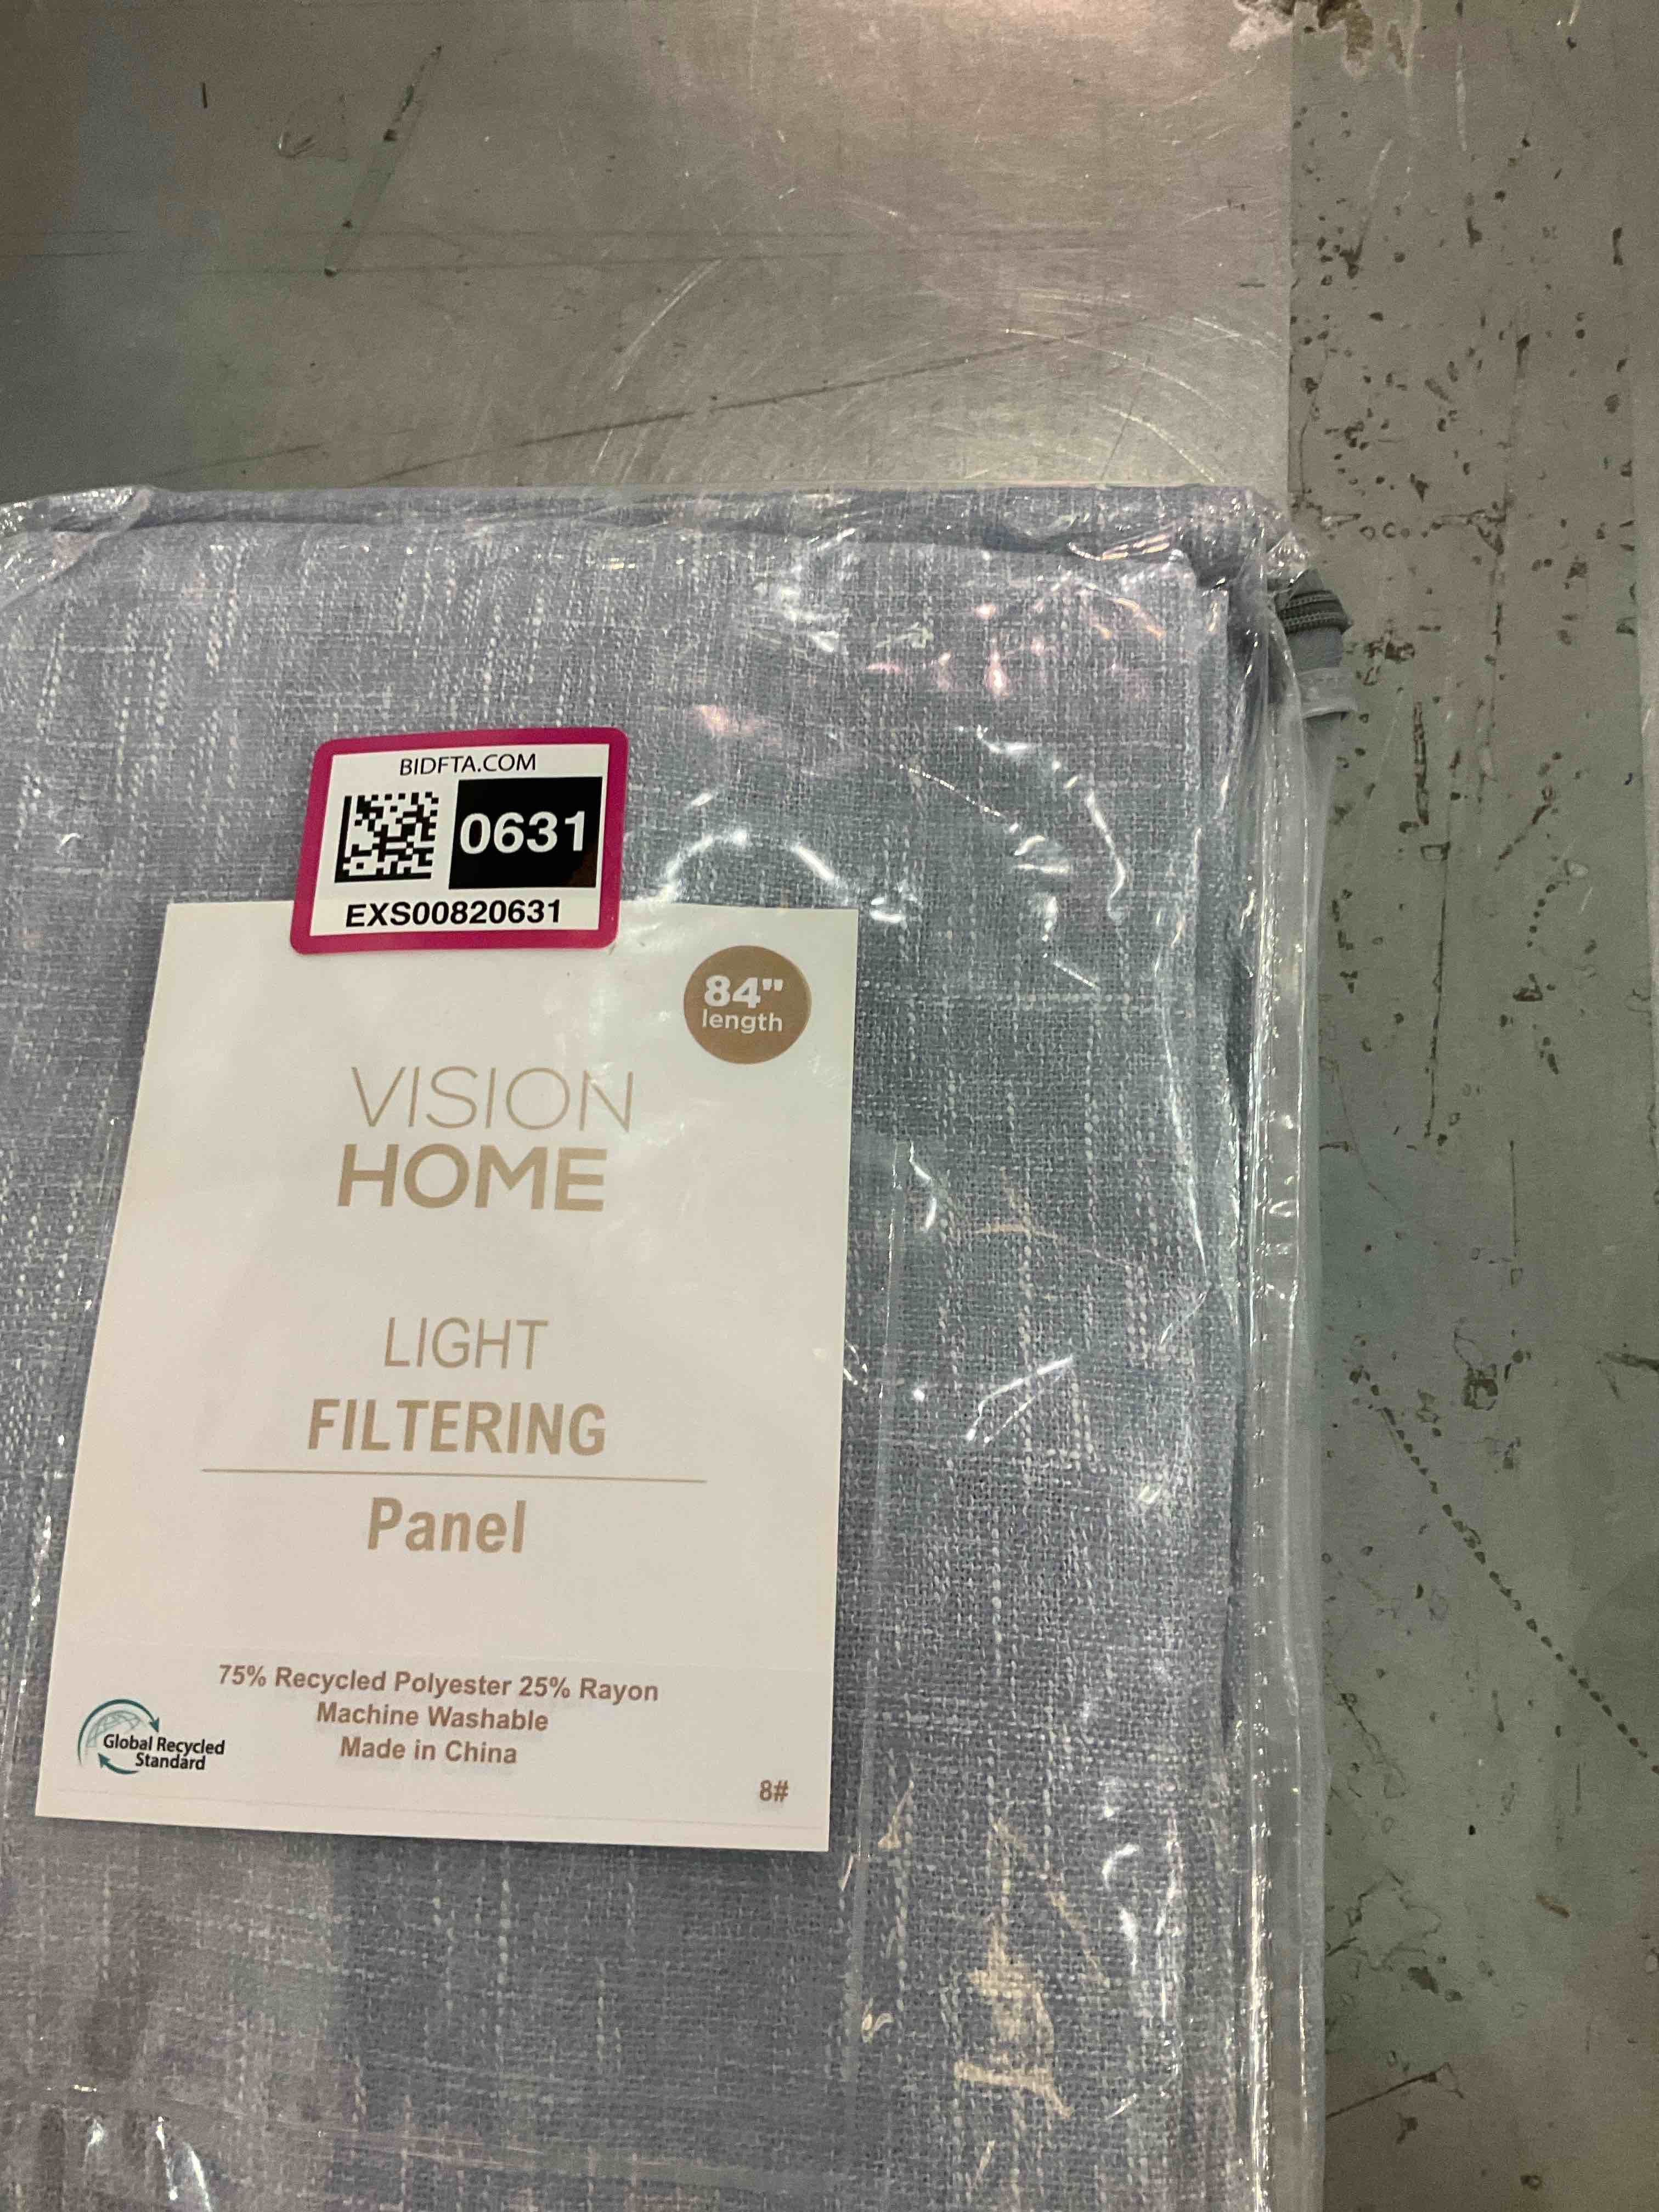 BIDFTA.COM
0631
EXS00820631
84"
length
VISION
HOME
LIGHT
FILTERING
Panel
75% Recycled Polyester 25% Rayon
Machine Washable
Made in China
Global Recycled
Standard
8#